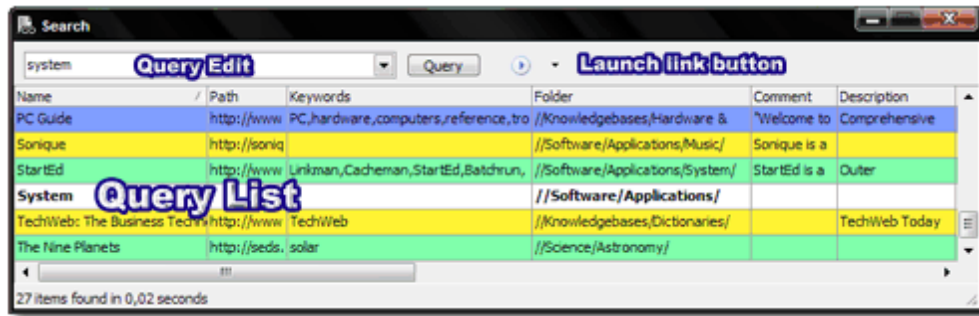 Search
system Query Edit Query Launch link button
Name / Path Keywords Folder Comment Description
PC Guide http://www PC,hardware,computers,reference,tro //Knowledgebases/Hardware & "Welcome to Comprehensive
Sonique http://soniq //Software/Applications/Music/ Sonique is a
StartEd http://www Linkman,Cacheman,StartEd,Batchrun, //Software/Applications/System/ StartEd is a Outer
System Query List //Software/Applications/
TechWeb: The Business Techn http://www TechWeb //Knowledgebases/Dictionaries/ TechWeb Today
The Nine Planets http://seds. solar //Science/Astronomy/
27 items found in 0,02 seconds